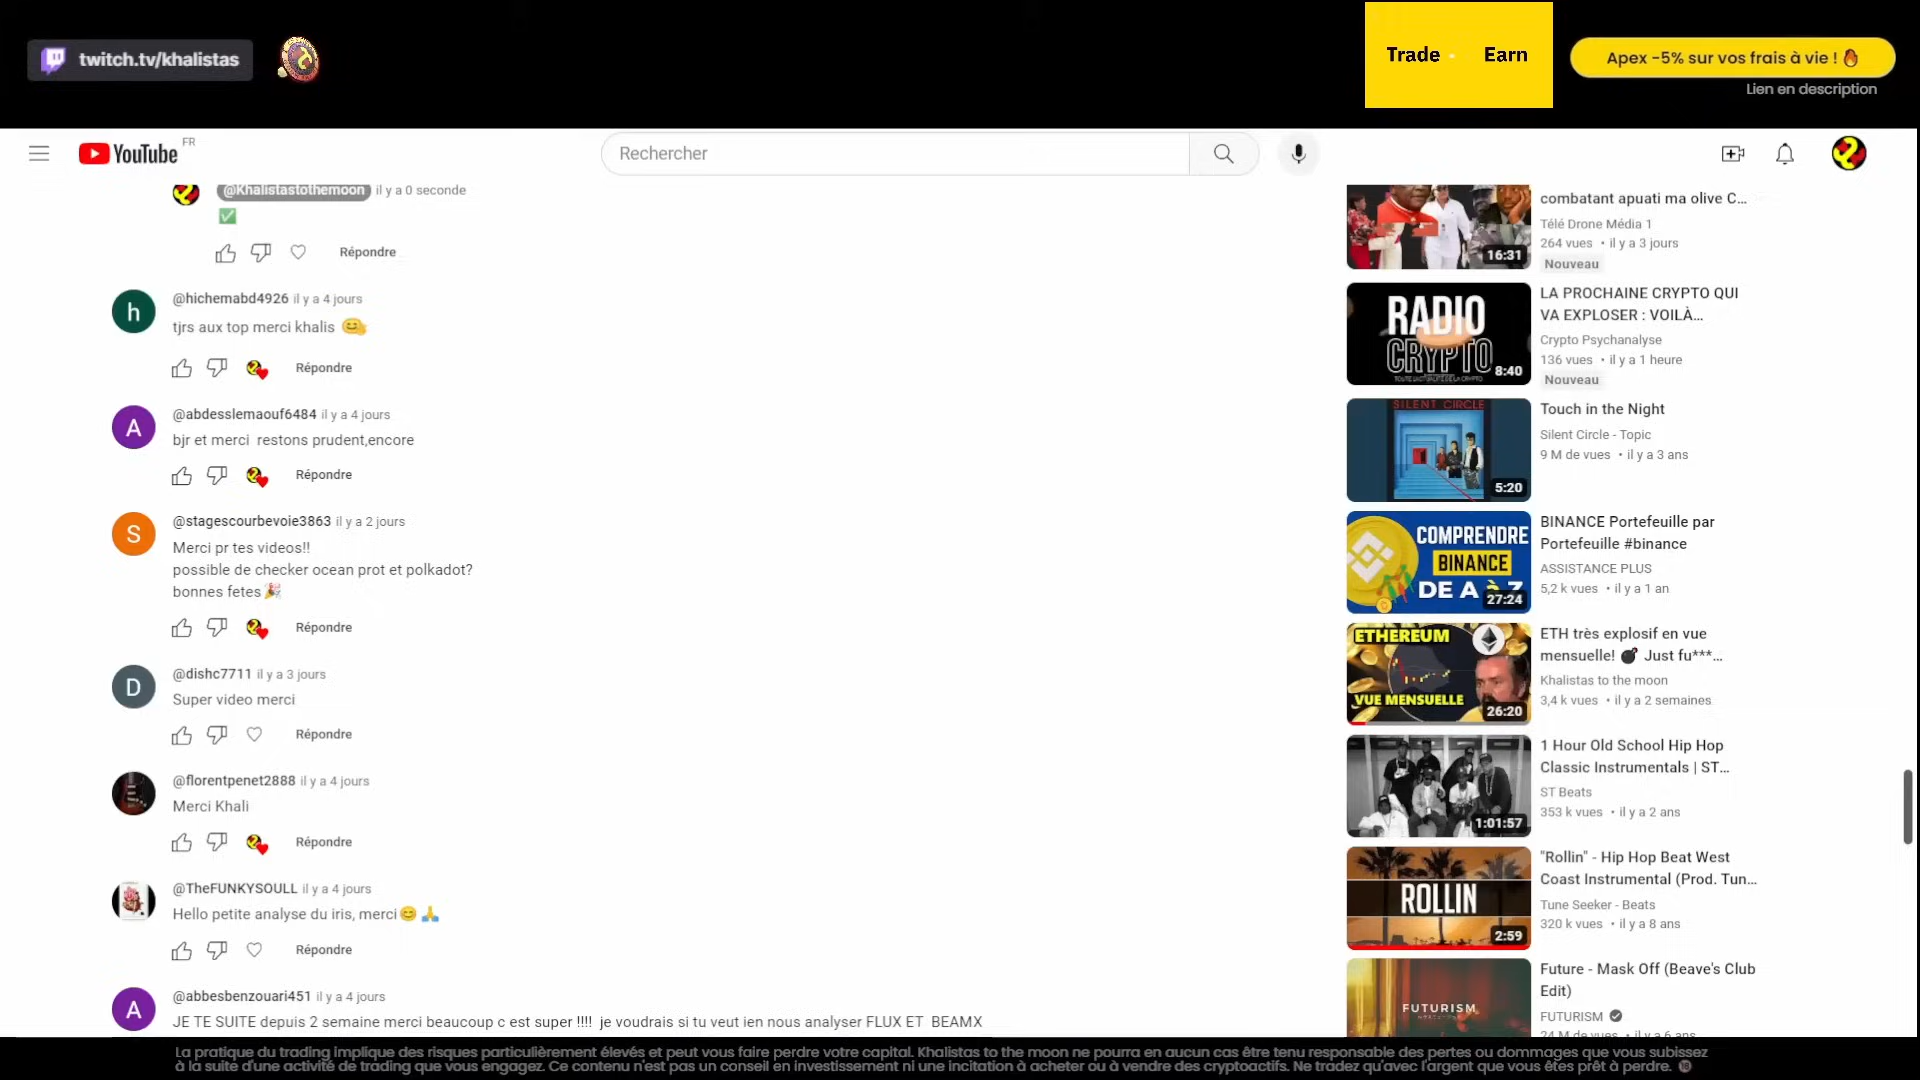 twitch.tv/khalistas
Trade
Earn
Apex -5% sur vos frais à vie ! 🔥
Lien en description
YouTube
FR
Rechercher
@Khalistastothemoon il y a 0 seconde
✅
Répondre
@hichemabd4926 il y a 4 jours
tjrs aux top merci khalis
Répondre
@abdesslemaouf6484 il y a 4 jours
bjr et merci  restons prudent,encore
Répondre
@stagescourbevoie3863 il y a 2 jours
Merci pr tes videos!!
possible de checker ocean prot et polkadot?
bonnes fetes🎉
Répondre
@dishc7711 il y a 3 jours
Super video merci
Répondre
@florentpenet2888 il y a 4 jours
Merci Khali
Répondre
@TheFUNKYSOULL il y a 4 jours
Hello petite analyse du iris, merci😊🙏
Répondre
@abbesbenzouari451 il y a 4 jours
JE TE SUITE depuis 2 semaine merci beaucoup c est super !!!!  je voudrais si tu veut ien nous analyser FLUX ET  BEAMX
16:31
combatant apuati ma olive C...
Télé Drone Média 1
264 vues • il y a 3 jours
Nouveau
RADIO
CRYPTO
8:40
LA PROCHAINE CRYPTO QUI
VA EXPLOSER : VOILÀ...
Crypto Psychanalyse
136 vues • il y a 1 heure
Nouveau
SILENT CIRCLE
5:20
Touch in the Night
Silent Circle - Topic
9 M de vues • il y a 3 ans
COMPRENDRE
BINANCE
DE A à Z
27:24
BINANCE Portefeuille par
Portefeuille #binance
ASSISTANCE PLUS
5,2 k vues • il y a 1 an
ETHEREUM
VUE MENSUELLE
26:20
ETH très explosif en vue
mensuelle! 💣 Just fu***...
Khalistas to the moon
3,4 k vues • il y a 2 semaines
1:01:57
1 Hour Old School Hip Hop
Classic Instrumentals | ST...
ST Beats
353 k vues • il y a 2 ans
ROLLIN
2:59
"Rollin" - Hip Hop Beat West
Coast Instrumental (Prod. Tun...
Tune Seeker - Beats
320 k vues • il y a 8 ans
FUTURISM
Future - Mask Off (Beave's Club
Edit)
FUTURISM
24 M de vues • il y a 6 ans
La pratique du trading implique des risques particulièrement élevés et peut vous faire perdre votre capital. Khalistas to the moon ne pourra en aucun cas être tenu responsable des pertes ou dommages que vous subissez
à la suite d'une activité de trading que vous engagez. Ce contenu n'est pas un conseil en investissement ni une incitation à acheter ou à vendre des cryptoactifs. Ne tradez qu'avec l'argent que vous êtes prêt à perdre. 🔞